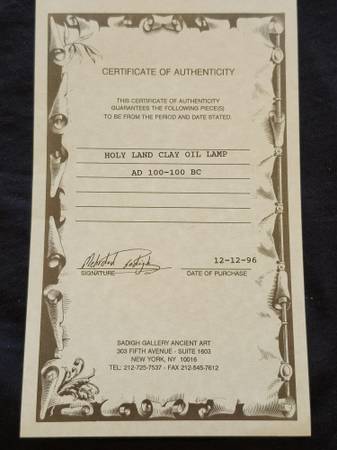 CERTIFICATE OF AUTHENTICITY
THIS CERTIFICATE OF AUTHENTICITY
GUARANTEES THE FOLLOWING PIECE(S)
TO BE FROM THE PERIOD AND DATE STATED.
HOLY LAND CLAY OIL LAMP
AD 100-100 BC
12-12-96
SIGNATURE DATE OF PURCHASE
SADIGH GALLERY ANCIENT ART
303 FIFTH AVENUE - SUITE 1603
NEW YORK, NY 10016
TEL: 212-725-7537 - FAX 212-545-7612